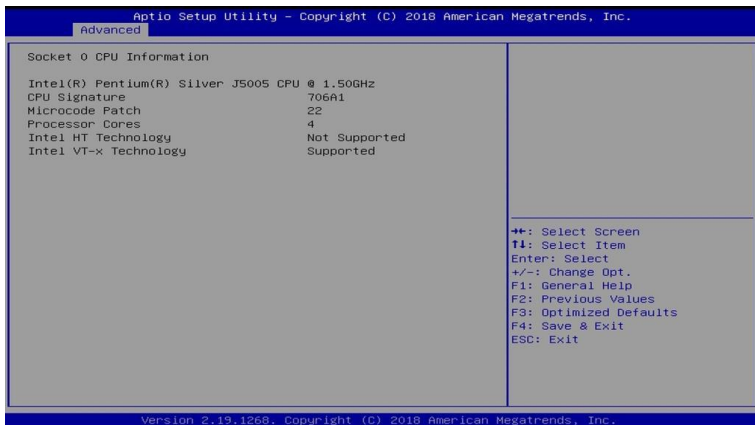 Aptio Setup Utility – Copyright (C) 2018 American Megatrends, Inc.
Advanced
Socket 0 CPU Information
Intel(R) Pentium(R) Silver J5005 CPU @ 1.50GHz
CPU Signature 706A1
Microcode Patch 22
Processor Cores 4
Intel HT Technology Not Supported
Intel VT-x Technology Supported
→←: Select Screen
↑↓: Select Item
Enter: Select
+/-: Change Opt.
F1: General Help
F2: Previous Values
F3: Optimized Defaults
F4: Save & Exit
ESC: Exit
Version 2.19.1268. Copyright (C) 2018 American Megatrends, Inc.